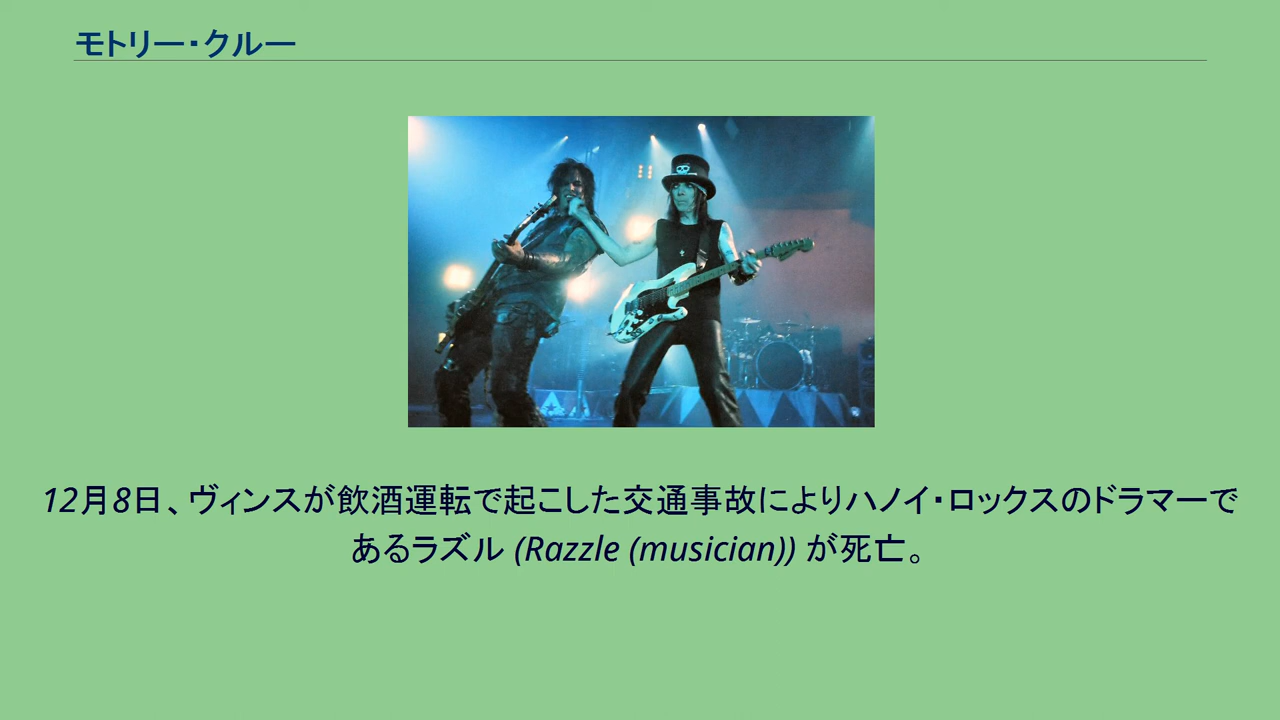 モトリー・クルー
12月8日、ヴィンスが飲酒運転で起こした交通事故によりハノイ・ロックスのドラマーで
あるラズル (Razzle (musician)) が死亡。